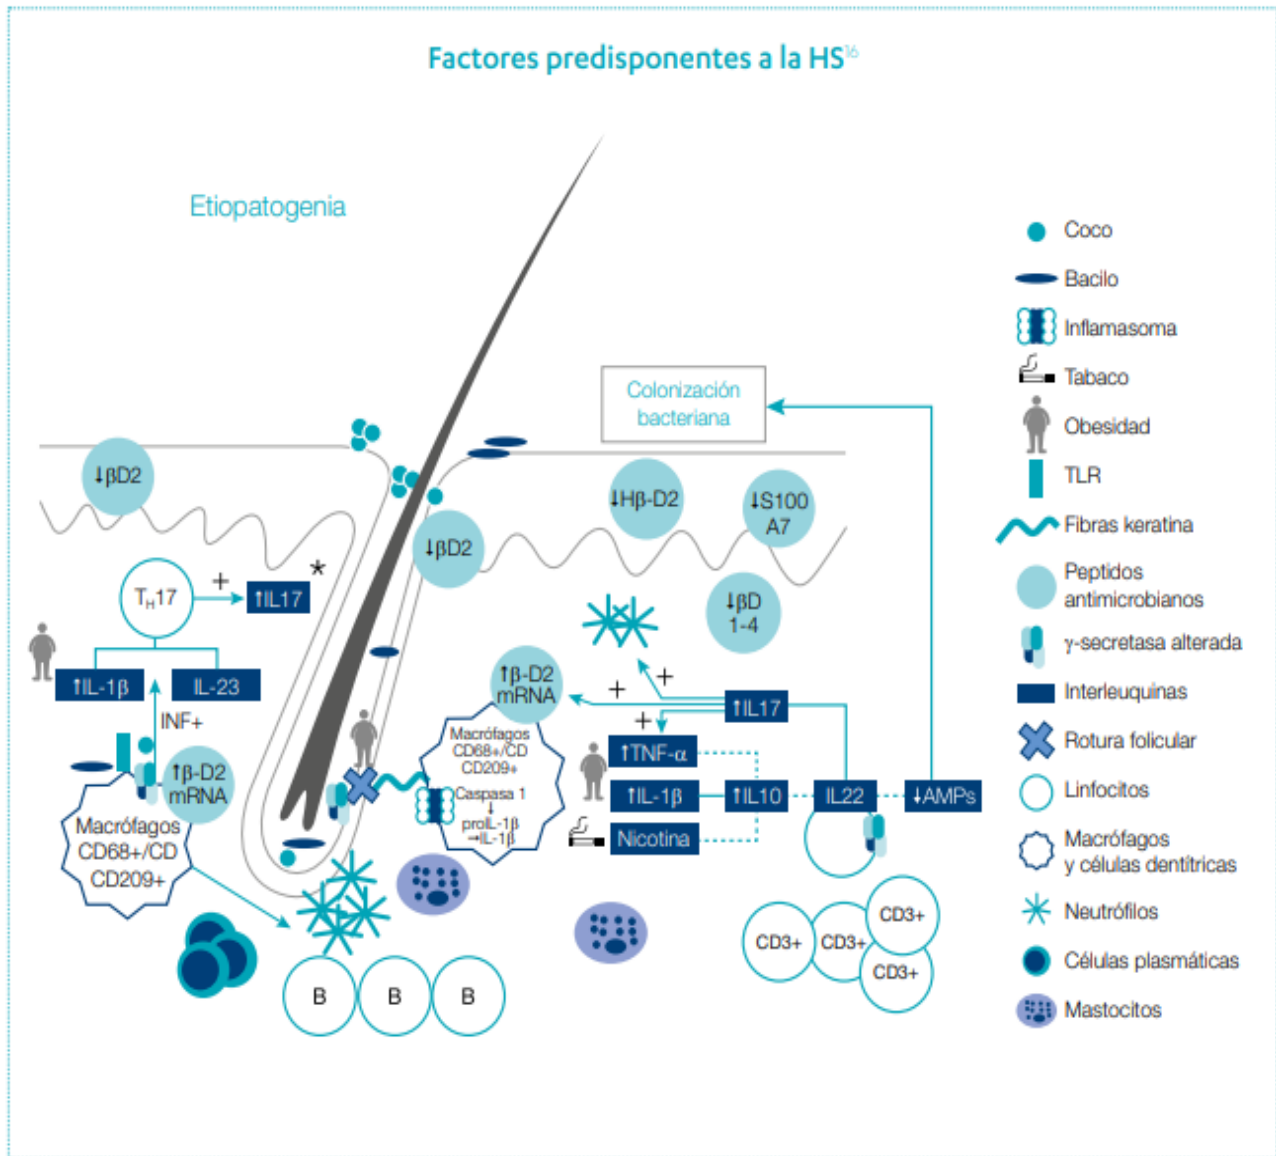 Factores predisponentes a la HS16
Etiopatogenia
Colonización
bacteriana
↓βD2
↓βD2
↓Hβ-D2
↓S100
A7
↓βD
1-4
TH17
+
↑IL17
*
↑IL-1β
IL-23
INF+
↑β-D2
mRNA
Macrófagos
CD68+/CD
CD209+
↑β-D2
mRNA
Macrófagos
CD68+/CD
CD209+
Caspasa 1
↓
proIL-1β
→IL-1β
+
+
+
↑IL17
↑TNF-α
↑IL-1β
↑IL10
IL22
↓AMPs
Nicotina
B
B
B
CD3+
CD3+
CD3+
CD3+
Coco
Bacilo
Inflamasoma
Tabaco
Obesidad
TLR
Fibras keratina
Peptidos
antimicrobianos
γ-secretasa alterada
Interleuquinas
Rotura folicular
Linfocitos
Macrófagos
y células dentítricas
Neutrófilos
Células plasmáticas
Mastocitos